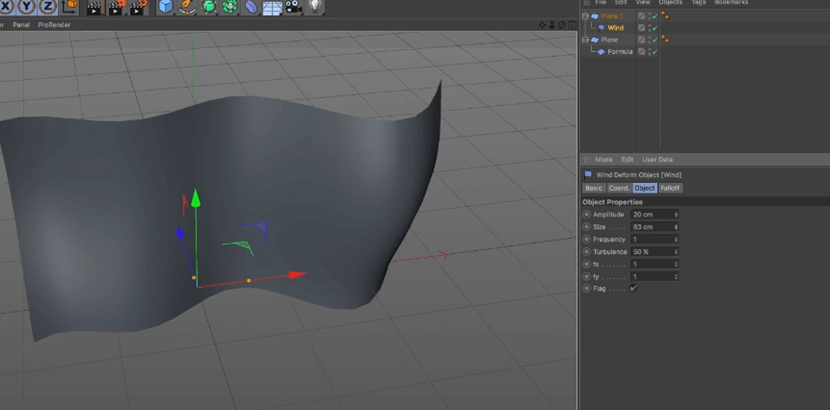 X Y Z
File Edit View Objects Tags Bookmarks
Panel ProRender
Plane.1
Wind
Plane
Formula
Mode Edit User Data
Wind Deform Object [Wind]
Basic Coord. Object Falloff
Object Properties
Amplitude 20 cm
Size ..... 83 cm
Frequency 1
Turbulence 50 %
fx ....... 1
fy ....... 1
Flag .....